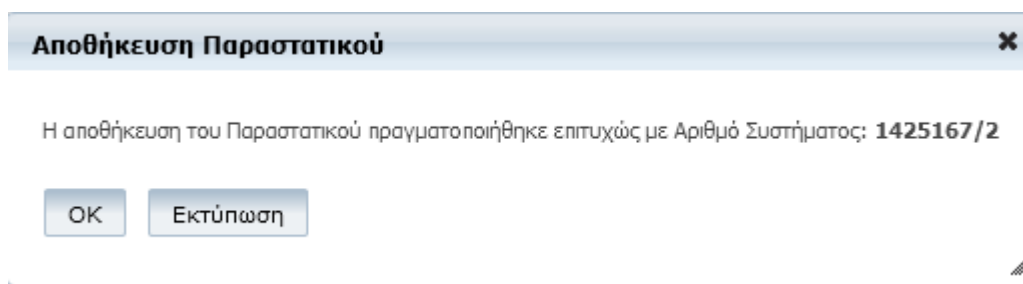 Αποθήκευση Παραστατικού
Η αποθήκευση του Παραστατικού πραγματοποιήθηκε επιτυχώς με Αριθμό Συστήματος: 1425167/2
OK Εκτύπωση